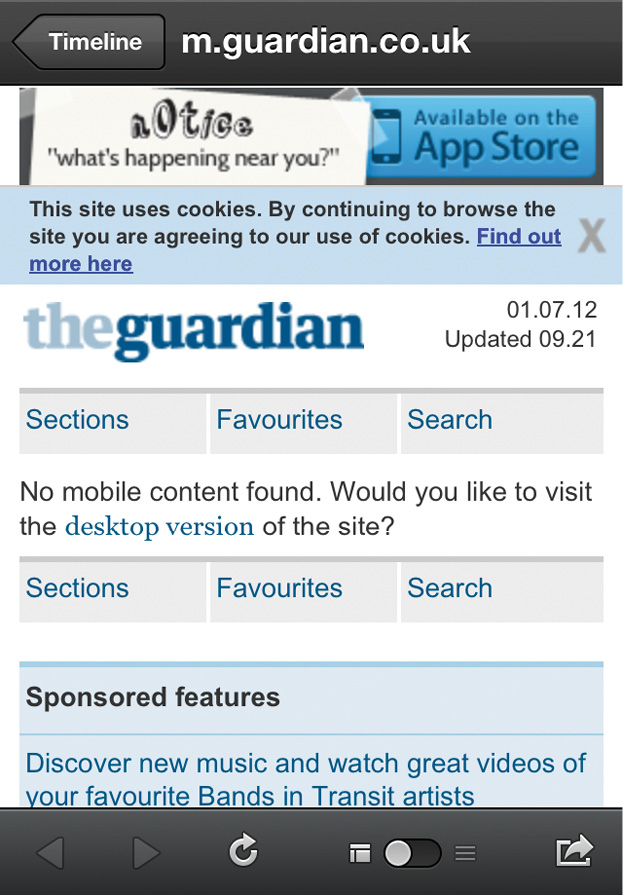 Timeline
m.guardian.co.uk
nOtice
"what's happening near you?"
Available on the
App Store
This site uses cookies. By continuing to browse the
site you are agreeing to our use of cookies. Find out
more here
X
theguardian
01.07.12
Updated 09.21
Sections Favourites Search
No mobile content found. Would you like to visit
the desktop version of the site?
Sections Favourites Search
Sponsored features
Discover new music and watch great videos of
your favourite Bands in Transit artists